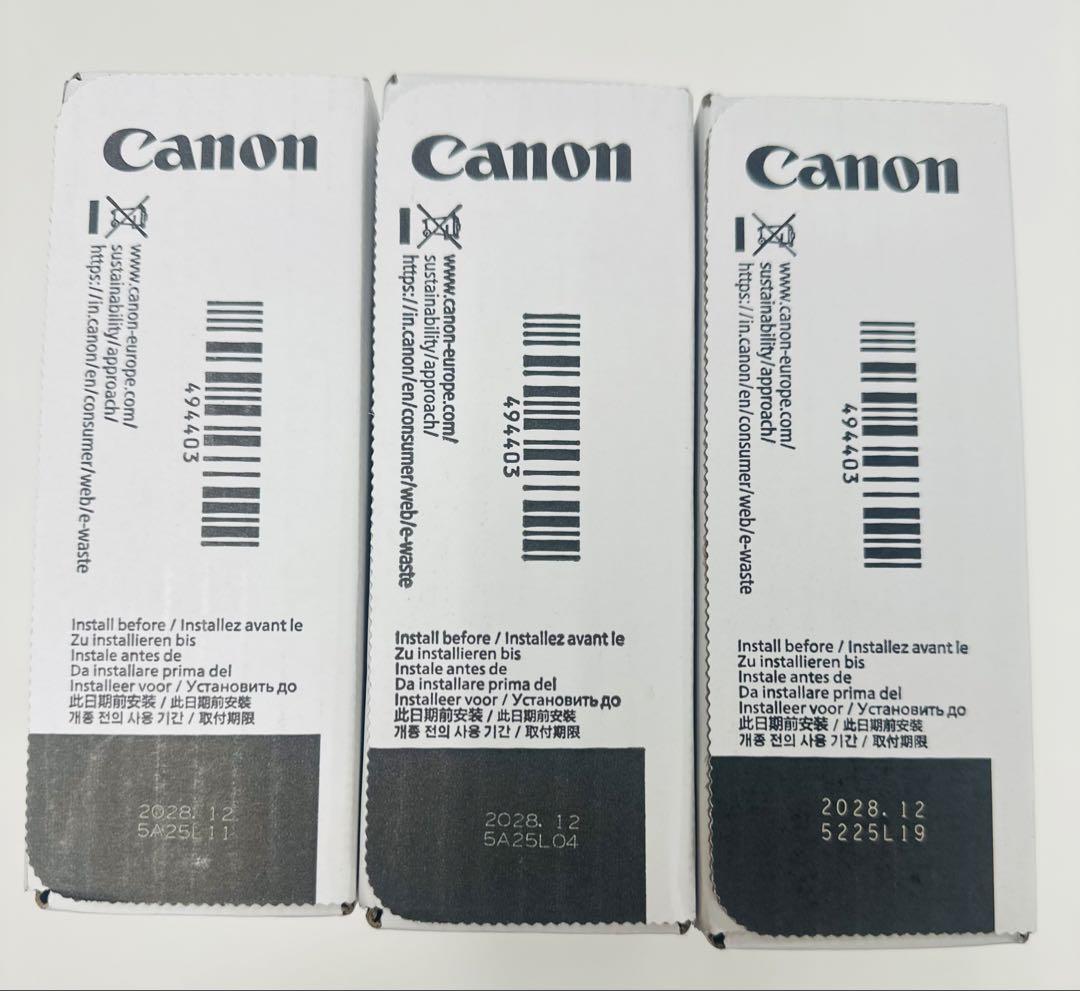 Canon
www.canon-europe.com/
sustainability/approach/
https://in.canon/en/consumer/web/e-waste
494403
Install before / Installez avant le
Zu installieren bis
Instale antes de
Da installare prima del
Installeer voor / Установить до
此日期前安装 / 此日期前安裝
개종 전의 사용 기간 / 取付期限
2028. 12
5A25L11
Canon
www.canon-europe.com/
sustainability/approach/
https://in.canon/en/consumer/web/e-waste
494403
Install before / Installez avant le
Zu installieren bis
Instale antes de
Da installare prima del
Installeer voor / Установить до
此日期前安装 / 此日期前安裝
개종 전의 사용 기간 / 取付期限
2028. 12
5A25L04
Canon
www.canon-europe.com/
sustainability/approach/
https://in.canon/en/consumer/web/e-waste
494403
Install before / Installez avant le
Zu installieren bis
Instale antes de
Da installare prima del
Installeer voor / Установить до
此日期前安装 / 此日期前安裝
개종 전의 사용 기간 / 取付期限
2028. 12
5225L19